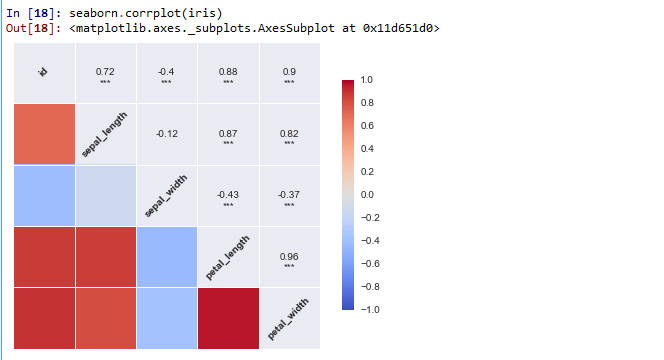 In [18]: seaborn.corrplot(iris)
Out[18]: <matplotlib.axes._subplots.AxesSubplot at 0x11d651d0>
id 0.72 -0.4 0.88 0.9
*** *** *** ***
sepal_length -0.12 0.87 0.82
*** ***
sepal_width -0.43 -0.37
*** ***
petal_length 0.96
***
petal_width
1.0
0.8
0.6
0.4
0.2
0.0
−0.2
−0.4
−0.6
−0.8
−1.0